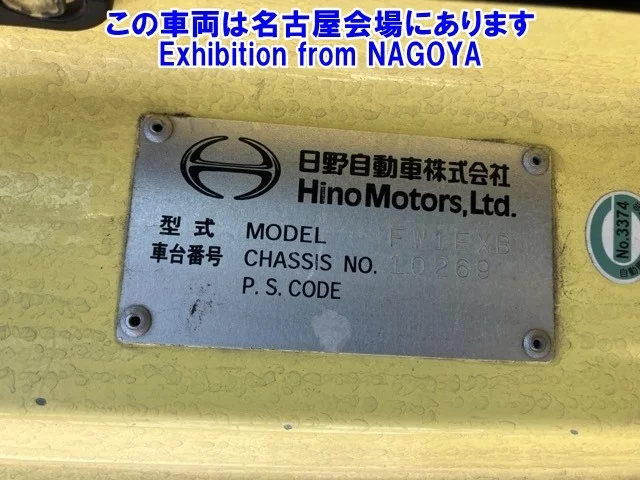 この車両は名古屋会場にあります
Exhibition from NAGOYA
日野自動車株式会社
Hino Motors, Ltd.
型式 MODEL FW1EXB
車台番号 CHASSIS NO. 10269
P. S. CODE
No.3374